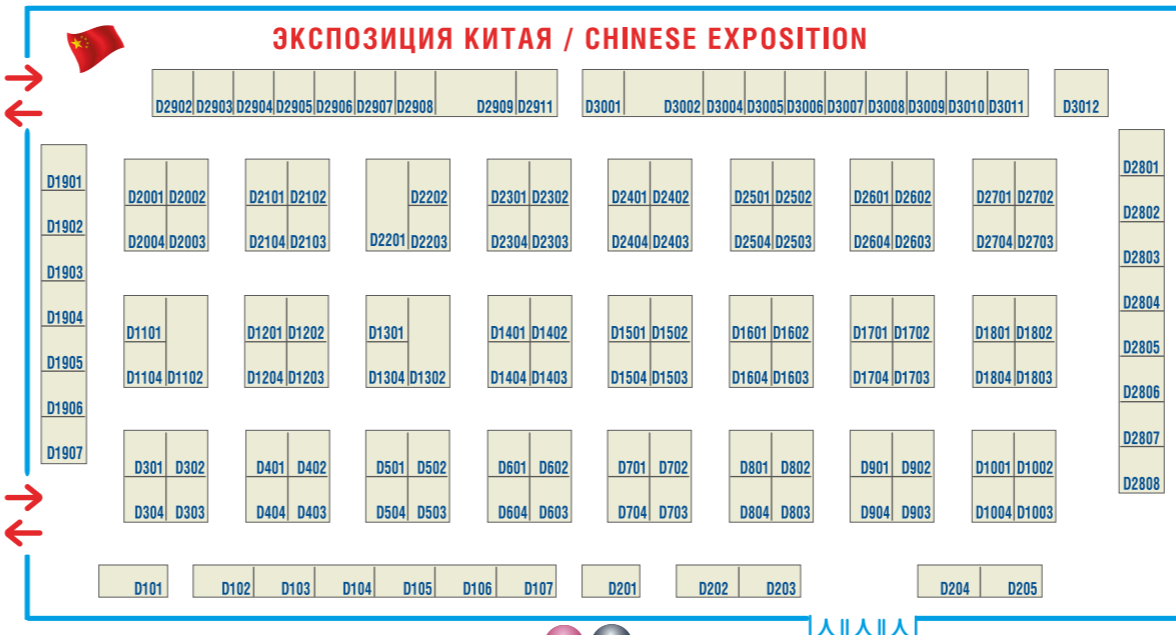 ЭКСПОЗИЦИЯ КИТАЯ / CHINESE EXPOSITION
D2902 D2903 D2904 D2905 D2906 D2907 D2908 D2909 D2911 D3001 D3002 D3004 D3005 D3006 D3007 D3008 D3009 D3010 D3011 D3012
D1901
D1902
D1903
D1904
D1905
D1906
D1907
D2001 D2002 D2101 D2102 D2202 D2301 D2302 D2401 D2402 D2501 D2502 D2601 D2602 D2701 D2702
D2004 D2003 D2104 D2103 D2201 D2203 D2304 D2303 D2404 D2403 D2504 D2503 D2604 D2603 D2704 D2703
D1101 D1201 D1202 D1301 D1401 D1402 D1501 D1502 D1601 D1602 D1701 D1702 D1801 D1802
D1104 D1102 D1204 D1203 D1304 D1302 D1404 D1403 D1504 D1503 D1604 D1603 D1704 D1703 D1804 D1803
D301 D302 D401 D402 D501 D502 D601 D602 D701 D702 D801 D802 D901 D902 D1001 D1002
D304 D303 D404 D403 D504 D503 D604 D603 D704 D703 D804 D803 D904 D903 D1004 D1003
D2801
D2802
D2803
D2804
D2805
D2806
D2807
D2808
D101 D102 D103 D104 D105 D106 D107 D201 D202 D203 D204 D205